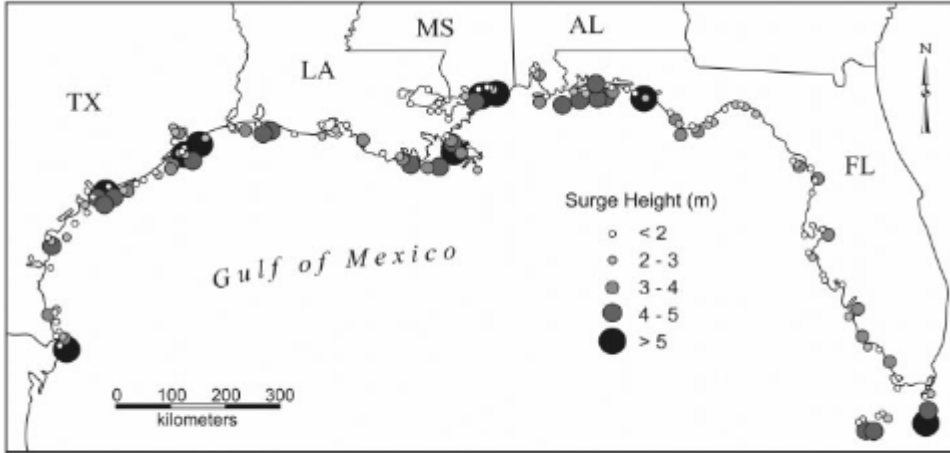 MS
AL
LA
TX
N
FL
Surge Height (m)
< 2
2 - 3
3 - 4
4 - 5
> 5
Gulf of Mexico
0 100 200 300
kilometers